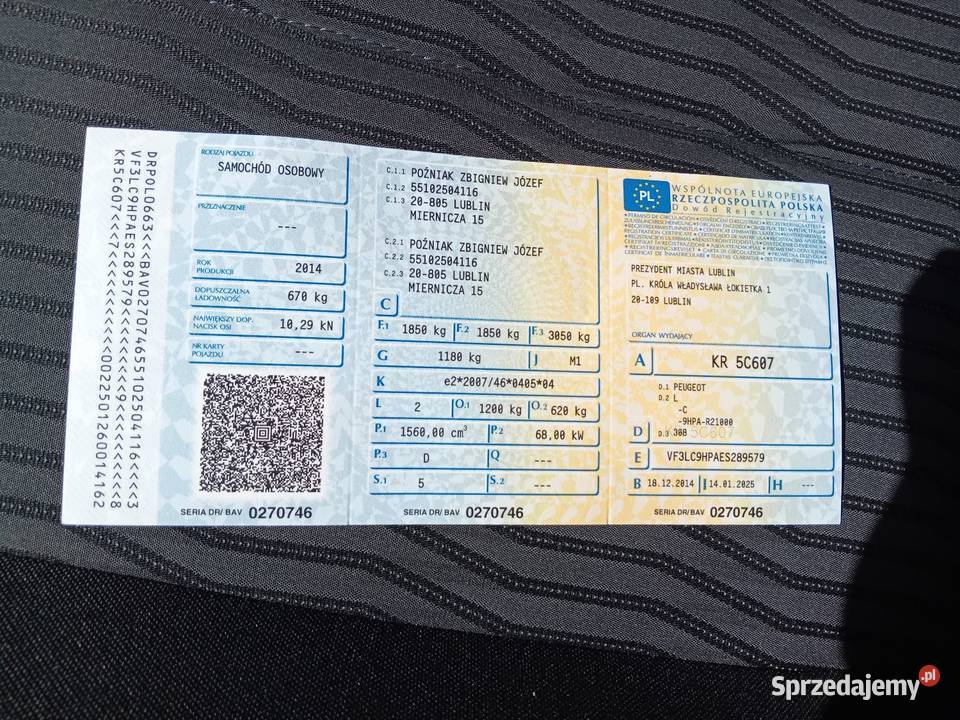 DRPOL0663<<BAV027074655102504116<<<<3
RODZAJ POJAZDU
SAMOCHÓD OSOBOWY
PRZEZNACZENIE
---
ROK PRODUKCJI
2014
DOPUSZCZALNA ŁADOWNOŚĆ
670 kg
NAJWIĘKSZY DOP. NACISK OSI
10,29 kN
NR KARTY POJAZDU
---
SERIA DR/ BAV 0270746
C.1.1 POŹNIAK ZBIGNIEW JÓZEF
C.1.2 55102504116
C.1.3 20-805 LUBLIN
MIERNICZA 15
C.2.1 POŹNIAK ZBIGNIEW JÓZEF
C.2.2 55102504116
C.2.3 20-805 LUBLIN
MIERNICZA 15
C
F.1 1850 kg F.2 1850 kg F.3 3050 kg
G 1180 kg J M1
K e2*2007/46*0405*04
L 2 O.1 1200 kg O.2 620 kg
P.1 1560,00 cm³ P.2 68,00 kW
P.3 D Q ---
S.1 5 S.2 ---
SERIA DR/ BAV 0270746
PL
WSPÓLNOTA EUROPEJSKA
RZECZPOSPOLITA POLSKA
Dowód Rejestracyjny
PREZYDENT MIASTA LUBLIN
PL. KRÓLA WŁADYSŁAWA ŁOKIETKA 1
20-109 LUBLIN
ORGAN WYDAJĄCY
A KR 5C607
D.1 PEUGEOT
D.2 L
-C
-9HPA-R21000
D D.3 308
E VF3LC9HPAES289579
B 18.12.2014 I 14.01.2025 H ---
SERIA DR/ BAV 0270746
Sprzedajemy.pl